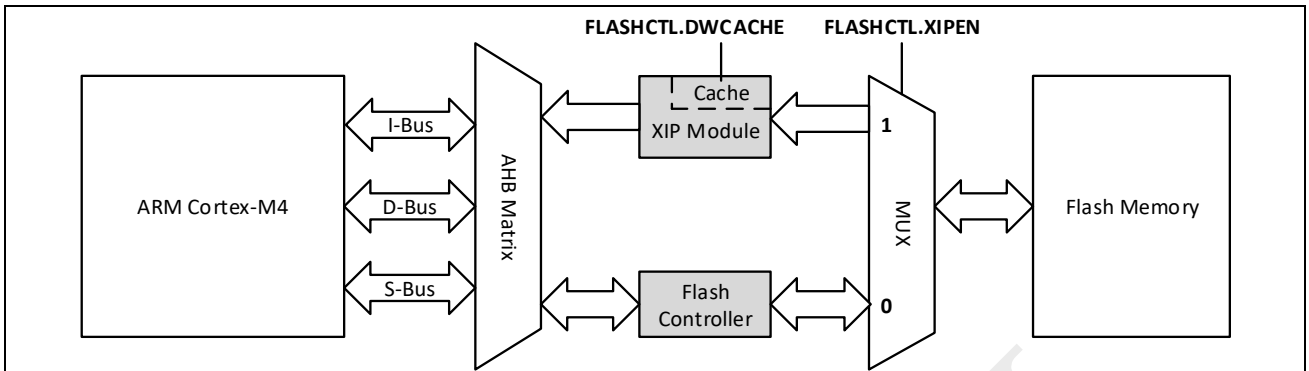 FLASHCTL.DWCACHE
FLASHCTL.XIPEN
ARM Cortex-M4
I-Bus
D-Bus
S-Bus
AHB Matrix
Cache
XIP Module
Flash
Controller
1
0
MUX
Flash Memory